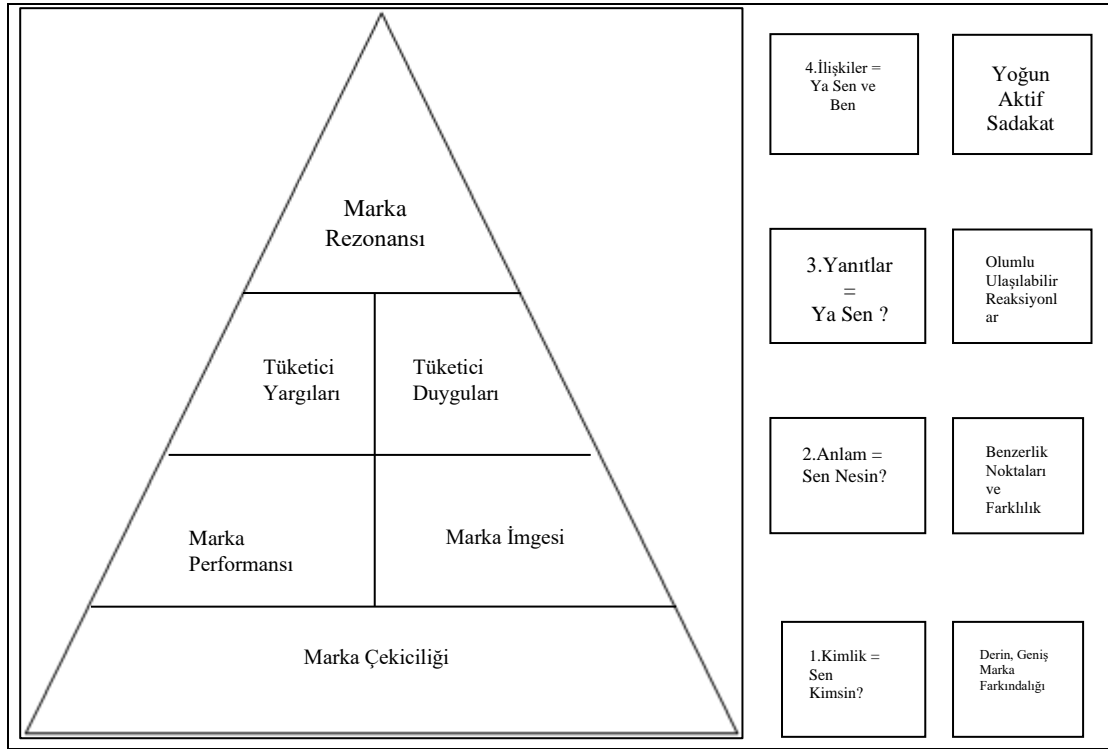 Marka
Rezonansı
Tüketici
Yargıları
Tüketici
Duyguları
Marka
Performansı
Marka İmgesi
Marka Çekiciliği
4.İlişkiler =
Ya Sen ve
Ben
Yoğun
Aktif
Sadakat
3.Yanıtlar
=
Ya Sen ?
Olumlu
Ulaşılabilir
Reaksiyonl
ar
2.Anlam =
Sen Nesin?
Benzerlik
Noktaları
ve
Farklılık
1.Kimlik =
Sen
Kimsin?
Derin, Geniş
Marka
Farkındalığı